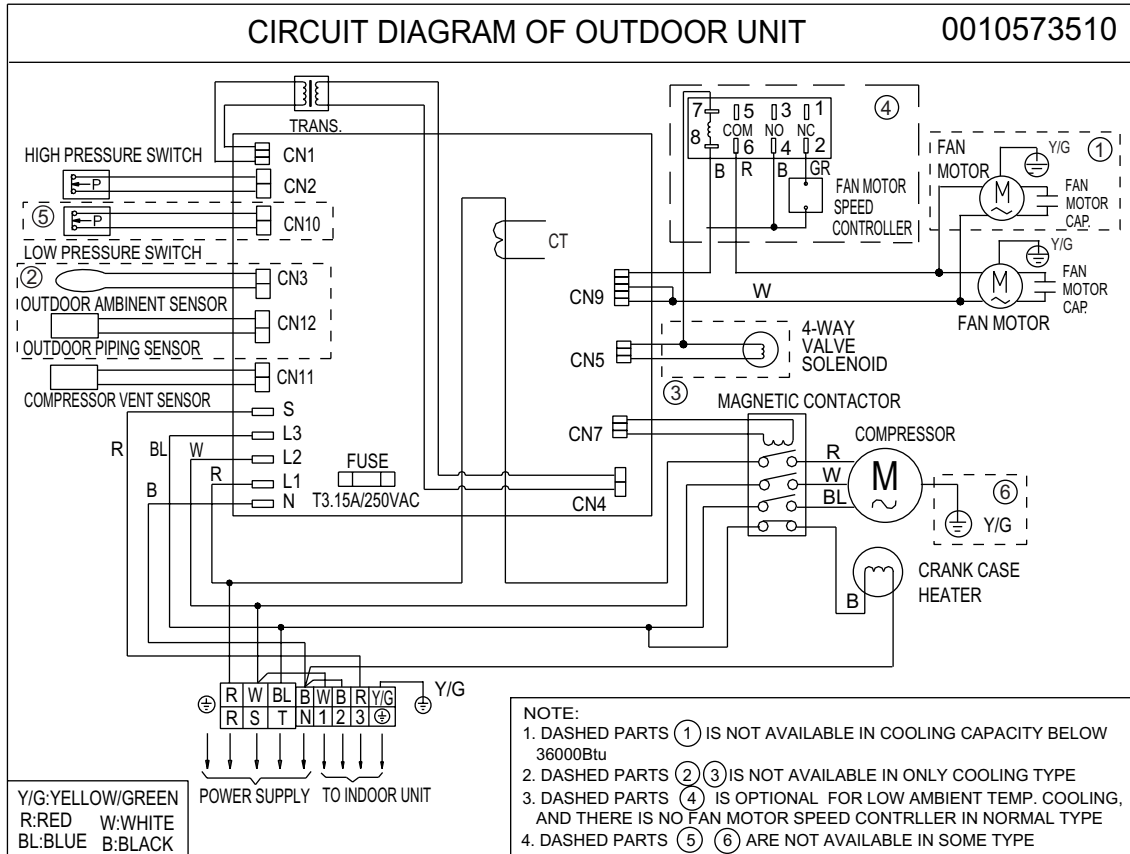 CIRCUIT DIAGRAM OF OUTDOOR UNIT
0010573510
TRANS.
HIGH PRESSURE SWITCH
CN1
P
CN2
5
P
CN10
LOW PRESSURE SWITCH
2
CN3
OUTDOOR AMBINENT SENSOR
CN12
OUTDOOR PIPING SENSOR
CN11
COMPRESSOR VENT SENSOR
S
L3
L2
L1
N
R
BL
W
R
B
FUSE
T3.15A/250VAC
CT
CN9
CN5
CN7
CN4
7 5 3 1
COM NO NC
8 6 4 2
B R B GR
4
FAN MOTOR
SPEED
CONTROLLER
FAN
MOTOR
Y/G
1
M
FAN
MOTOR
CAP.
W
Y/G
M
FAN
MOTOR
CAP.
FAN MOTOR
4-WAY
VALVE
SOLENOID
3
MAGNETIC CONTACTOR
COMPRESSOR
R
W
BL
M
6
Y/G
CRANK CASE
HEATER
B
R W BL B W B R Y/G
R S T N 1 2 3
Y/G
POWER SUPPLY
TO INDOOR UNIT
Y/G:YELLOW/GREEN
R:RED W:WHITE
BL:BLUE B:BLACK
NOTE:
1. DASHED PARTS 1 IS NOT AVAILABLE IN COOLING CAPACITY BELOW
36000Btu
2. DASHED PARTS 2 3 IS NOT AVAILABLE IN ONLY COOLING TYPE
3. DASHED PARTS 4 IS OPTIONAL FOR LOW AMBIENT TEMP. COOLING,
AND THERE IS NO FAN MOTOR SPEED CONTRLLER IN NORMAL TYPE
4. DASHED PARTS 5 6 ARE NOT AVAILABLE IN SOME TYPE